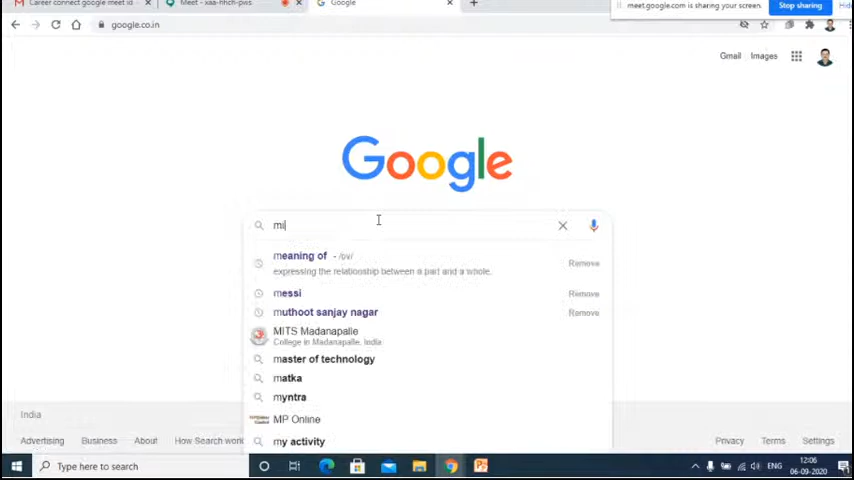 Career connect google meet id
Meet - xaa-hhch-pws
Google
meet.google.com is sharing your screen.
Stop sharing
Hide
google.co.in
Gmail
Images
Google
mi
meaning of - /ɒv/
expressing the relationship between a part and a whole.
Remove
messi
Remove
muthoot sanjay nagar
Remove
MITS Madanapalle
College in Madanapalle, India
master of technology
matka
myntra
MP Online
my activity
India
Advertising
Business
About
How Search work
Privacy
Terms
Settings
Type here to search
ENG
12:06
06-09-2020